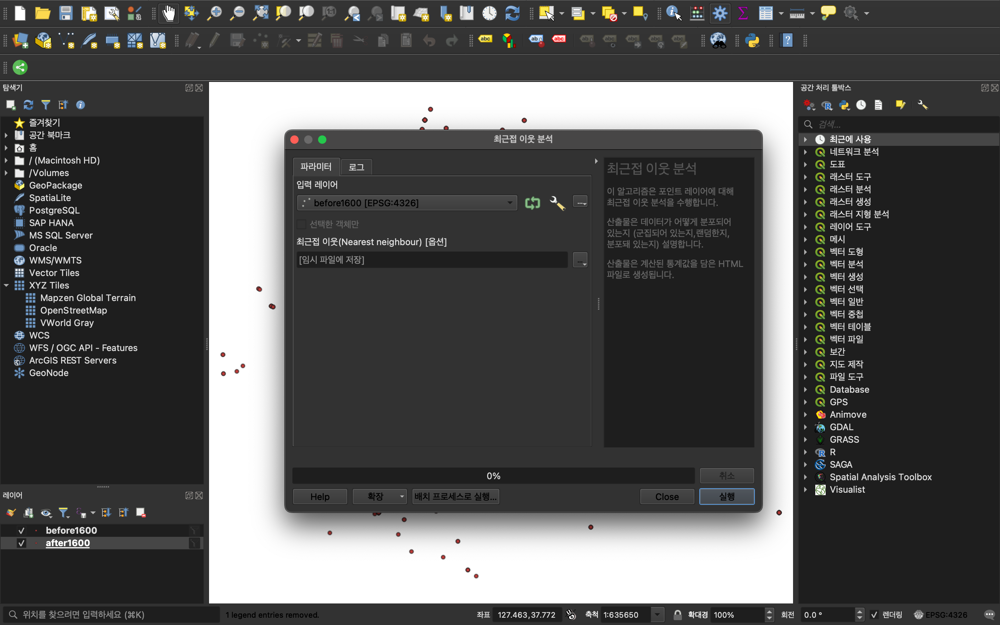 a
1:1
abc
ab
abc
ab
abc
abc
abc
abc
?
탐색기
즐겨찾기
공간 북마크
홈
/ (Macintosh HD)
/Volumes
GeoPackage
SpatiaLite
PostgreSQL
SAP HANA
MS SQL Server
Oracle
WMS/WMTS
Vector Tiles
XYZ Tiles
Mapzen Global Terrain
OpenStreetMap
VWorld Gray
WCS
WFS / OGC API - Features
ArcGIS REST Servers
GeoNode
레이어
before1600
after1600
최근접 이웃 분석
파라미터
로그
입력 레이어
before1600 [EPSG:4326]
...
선택한 객체만
최근접 이웃(Nearest neighbour) [옵션]
[임시 파일에 저장]
...
최근접 이웃 분석
이 알고리즘은 포인트 레이어에 대해
최근접 이웃 분석을 수행합니다.
산출물은 데이터가 어떻게 분포되어
있는지 (군집되어 있는지,랜덤한지,
분포돼 있는지) 설명합니다.
산출물은 계산된 통계값을 담은 HTML
파일로 생성됩니다.
0%
취소
Help
확장
배치 프로세스로 실행...
Close
실행
공간 처리 툴박스
검색...
최근에 사용
네트워크 분석
도표
래스터 도구
래스터 분석
래스터 생성
래스터 지형 분석
레이어 도구
메시
벡터 도형
벡터 분석
벡터 생성
벡터 선택
벡터 일반
벡터 중첩
벡터 테이블
벡터 파일
보간
지도 제작
파일 도구
Database
GPS
Animove
GDAL
GRASS
R
SAGA
Spatial Analysis Toolbox
Visualist
위치를 찾으려면 입력하세요 (⌘K)
1 legend entries removed.
좌표 127.463,37.772
축척 1:635650
확대경 100%
회전 0.0 °
렌더링
EPSG:4326